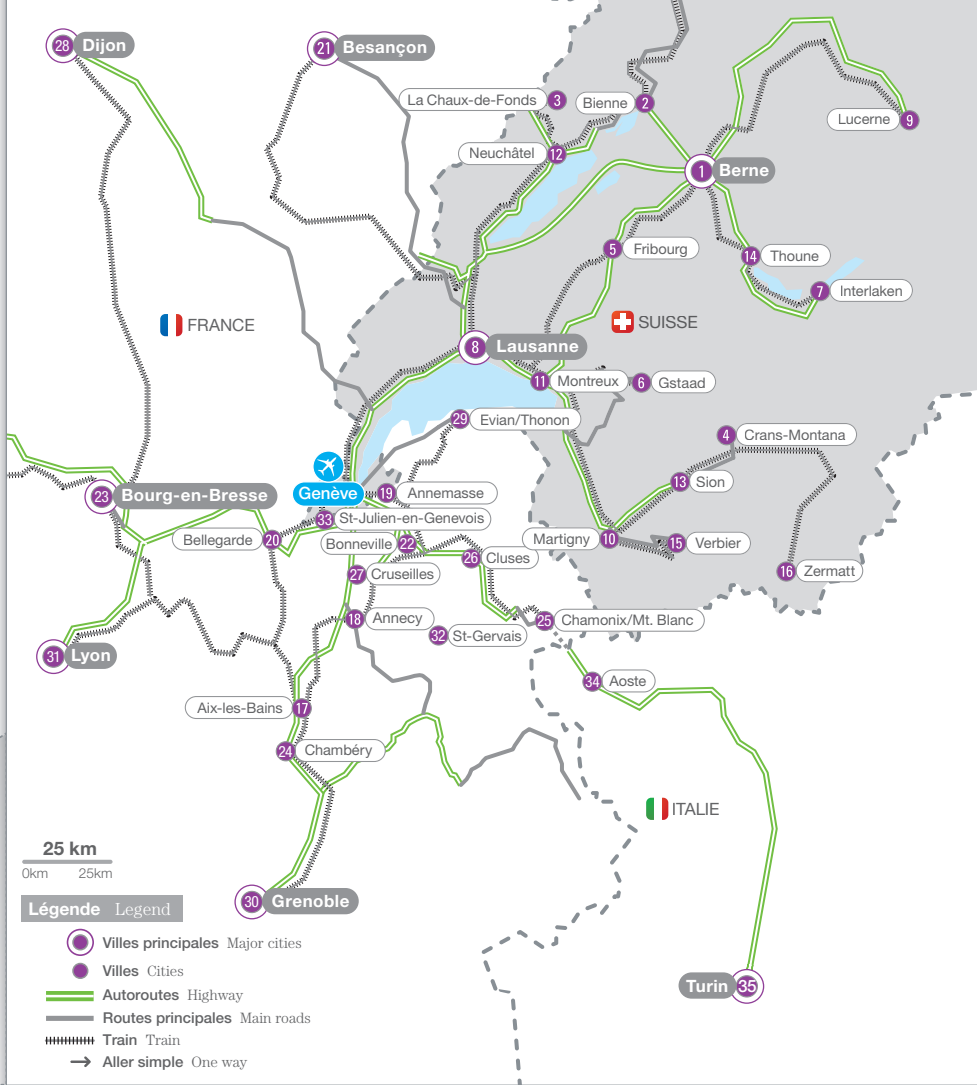 28 Dijon
21 Besançon
La Chaux-de-Fonds 3
Bienne 2
Lucerne 9
Neuchâtel 12
1 Berne
5 Fribourg
14 Thoune
7 Interlaken
FRANCE
SUISSE
8 Lausanne
11 Montreux
6 Gstaad
29 Evian/Thonon
4 Crans-Montana
Genève
13 Sion
19 Annemasse
23 Bourg-en-Bresse
33 St-Julien-en-Genevois
Bellegarde 20
Bonneville 22
Martigny 10
15 Verbier
26 Cluses
27 Cruseilles
16 Zermatt
18 Annecy
25 Chamonix/Mt. Blanc
32 St-Gervais
31 Lyon
34 Aoste
Aix-les-Bains 17
24 Chambéry
ITALIE
25 km
0km 25km
30 Grenoble
Légende Legend
Villes principales Major cities
Villes Cities
Turin 35
Autoroutes Highway
Routes principales Main roads
Train Train
Aller simple One way